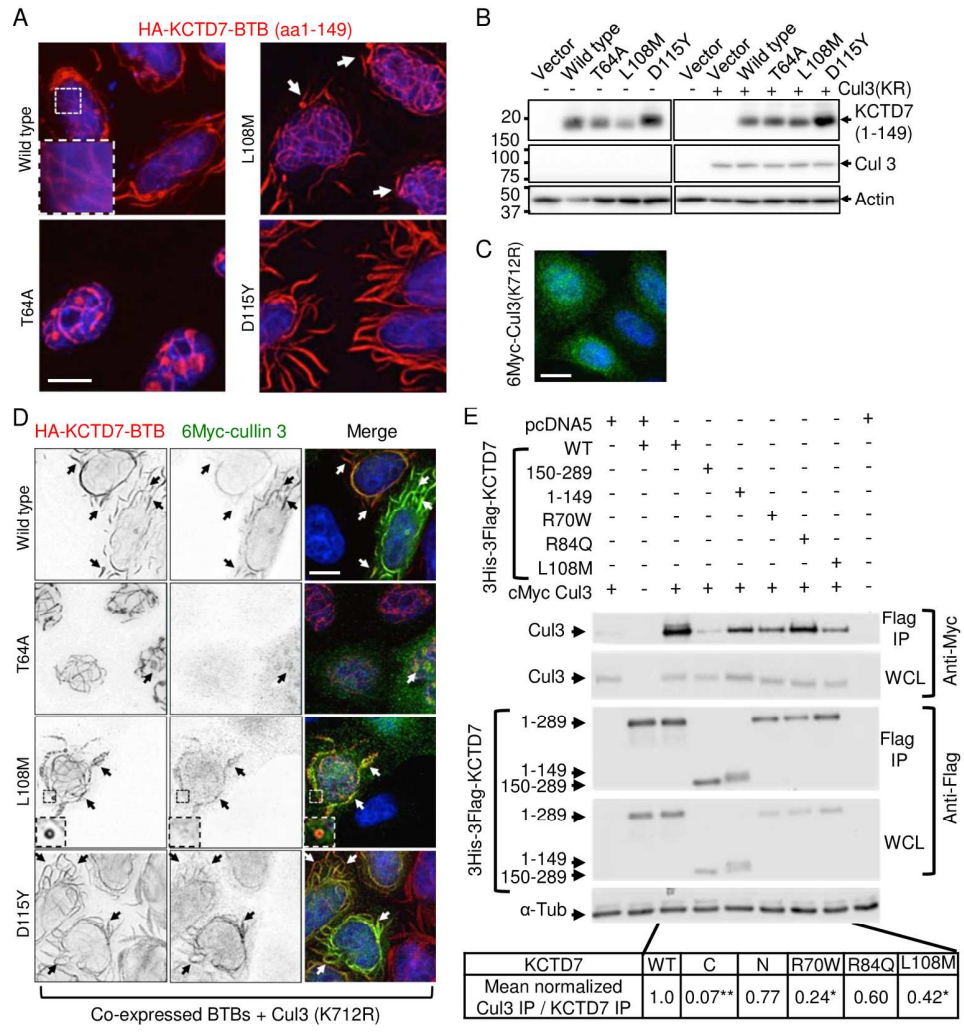 A
HA-KCTD7-BTB (aa1-149)
Wild type
L108M
T64A
D115Y
B
Vector
Wild type
T64A
L108M
D115Y
Vector
Vector
Wild type
T64A
L108M
D115Y
- - + + + + + Cul3(KR)
20
150
100
75
50
37
KCTD7
(1-149)
Cul 3
Actin
C
6Myc-Cul3(K712R)
D
HA-KCTD7-BTB 6Myc-cullin 3 Merge
Wild type
T64A
L108M
D115Y
Co-expressed BTBs + Cul3 (K712R)
E
3His-3Flag-KCTD7
pcDNA5 + + - - - - - - +
WT - + + - - - - - -
150-289 - - - + - - - - -
1-149 - - - - + - - - -
R70W - - - - - + - - -
R84Q - - - - - - + - -
L108M - - - - - - - + -
cMyc Cul3 + - + + + + + + -
Cul3 Flag IP
Cul3 WCL
Anti-Myc
3His-3Flag-KCTD7
1-289
1-149
150-289
Flag IP
1-289
1-149
150-289
WCL
Anti-Flag
α-Tub
KCTD7 WT C N R70W R84Q L108M
Mean normalized Cul3 IP / KCTD7 IP 1.0 0.07** 0.77 0.24* 0.60 0.42*